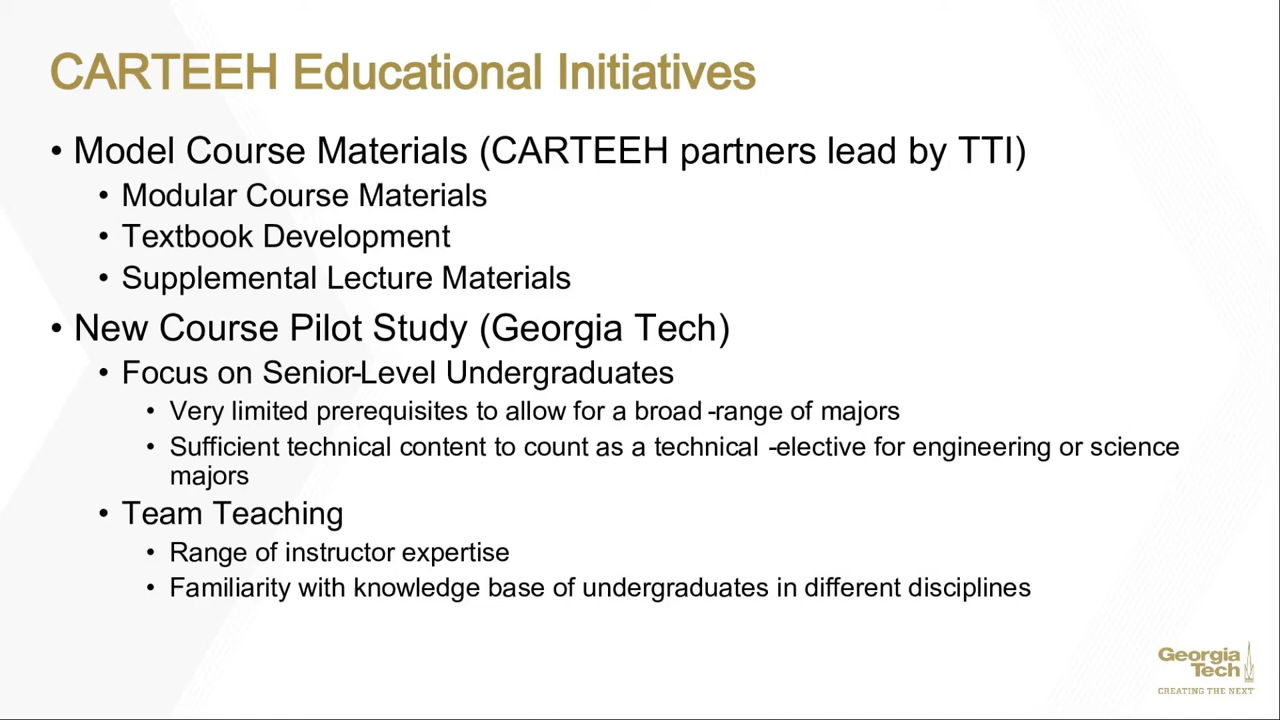 CARTEEH Educational Initiatives
• Model Course Materials (CARTEEH partners lead by TTI)
• Modular Course Materials
• Textbook Development
• Supplemental Lecture Materials
• New Course Pilot Study (Georgia Tech)
• Focus on Senior-Level Undergraduates
• Very limited prerequisites to allow for a broad -range of majors
• Sufficient technical content to count as a technical -elective for engineering or science
majors
• Team Teaching
• Range of instructor expertise
• Familiarity with knowledge base of undergraduates in different disciplines
Georgia
Tech
CREATING THE NEXT